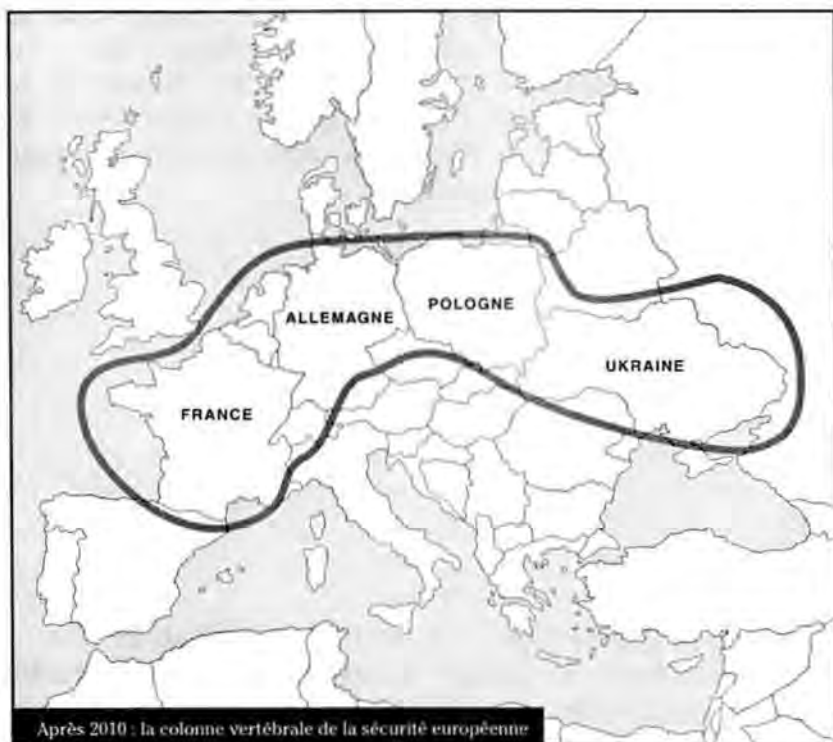 POLOGNE
ALLEMAGNE
UKRAINE
FRANCE
Après 2010 : la colonne vertébrale de la sécurité européenne